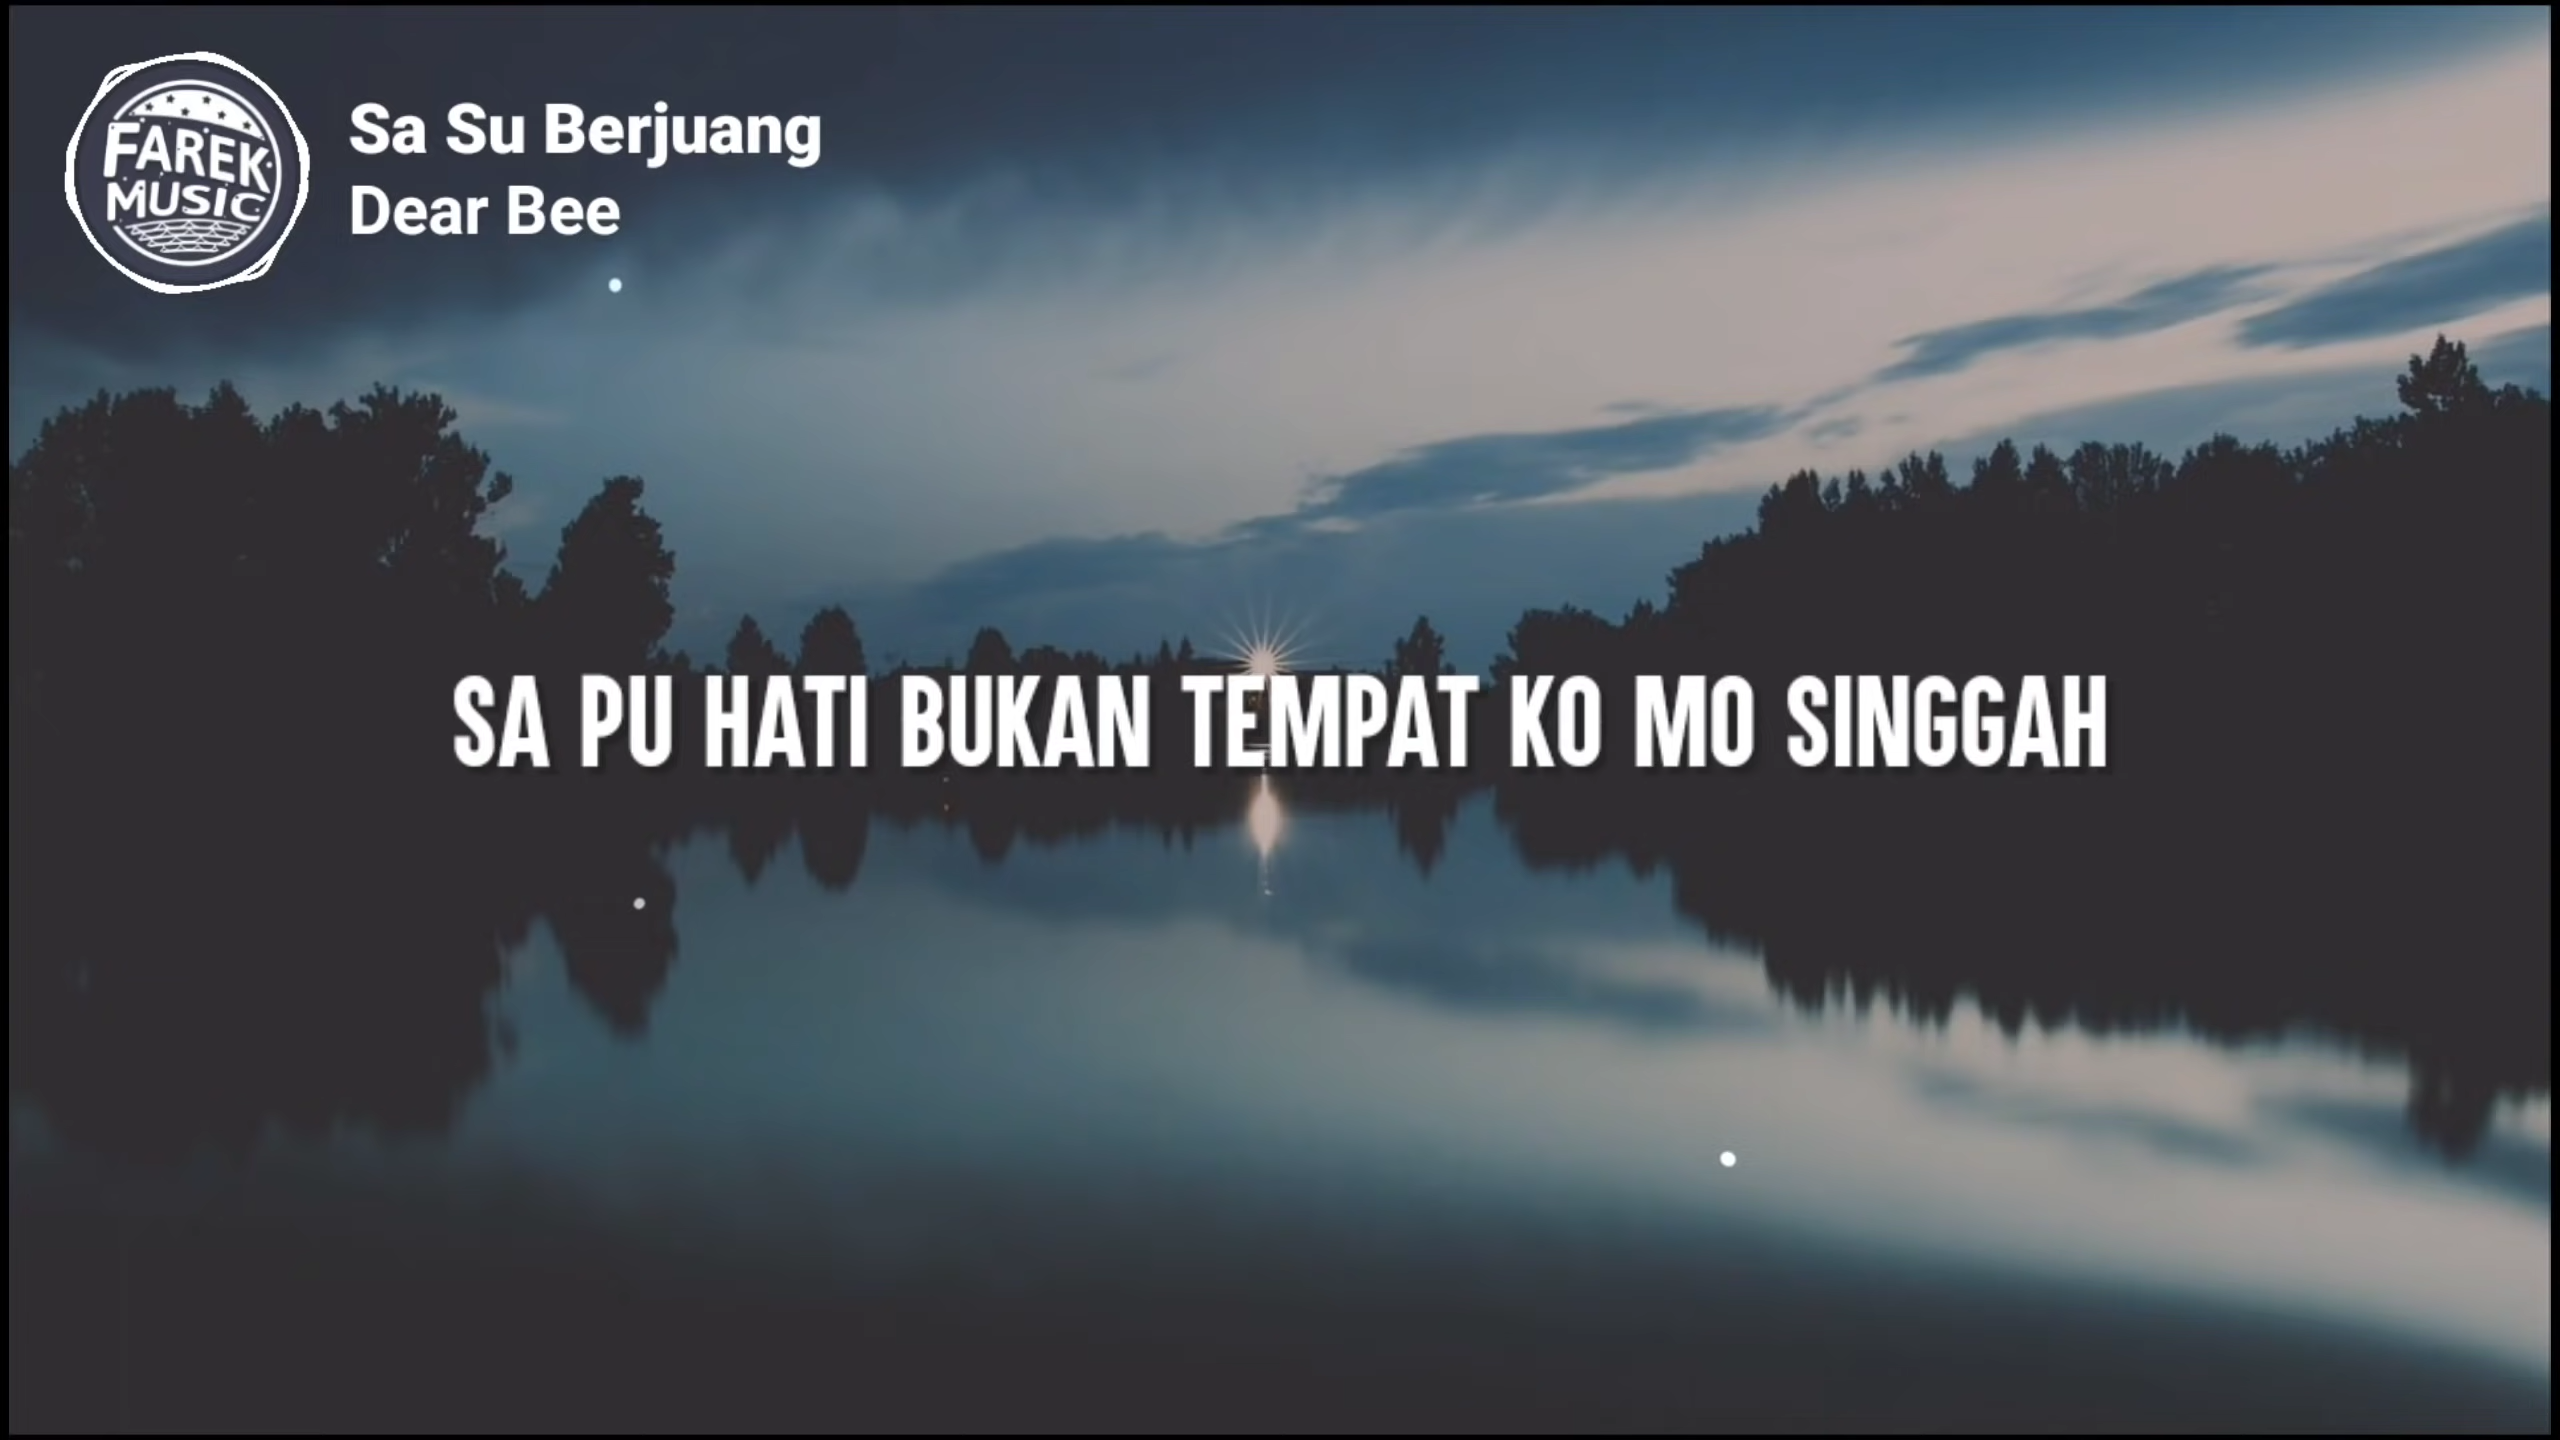 FAREK
MUSIC
Sa Su Berjuang
Dear Bee
SA PU HATI BUKAN TEMPAT KO MO SINGGAH